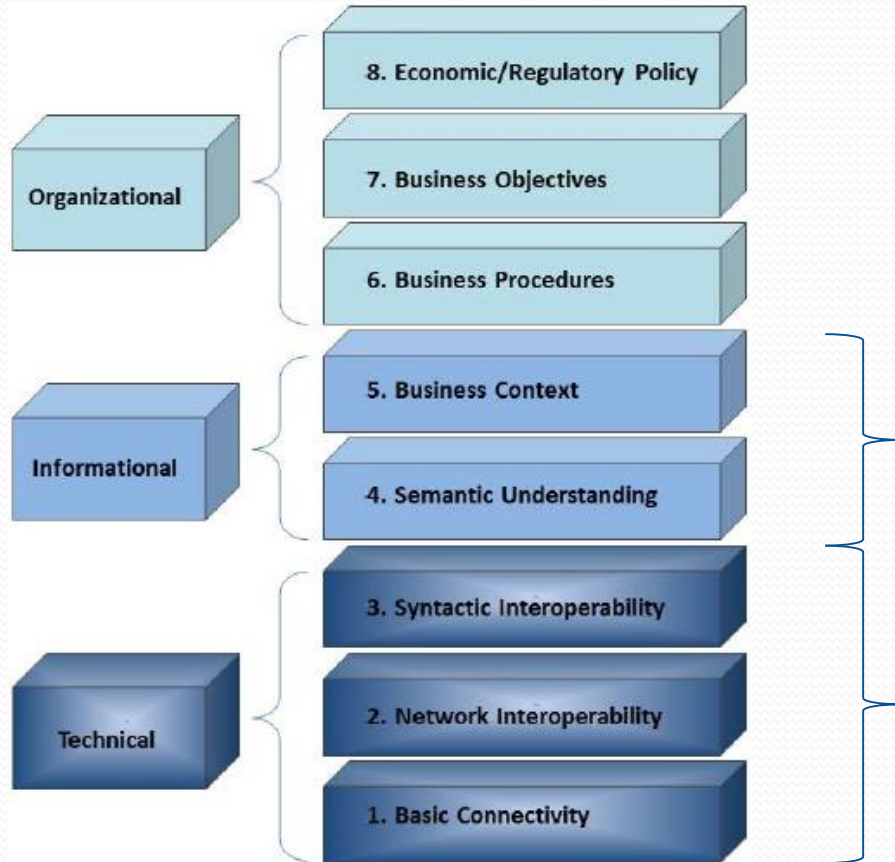 Organizational
8. Economic/Regulatory Policy
7. Business Objectives
6. Business Procedures
Informational
5. Business Context
4. Semantic Understanding
Technical
3. Syntactic Interoperability
2. Network Interoperability
1. Basic Connectivity